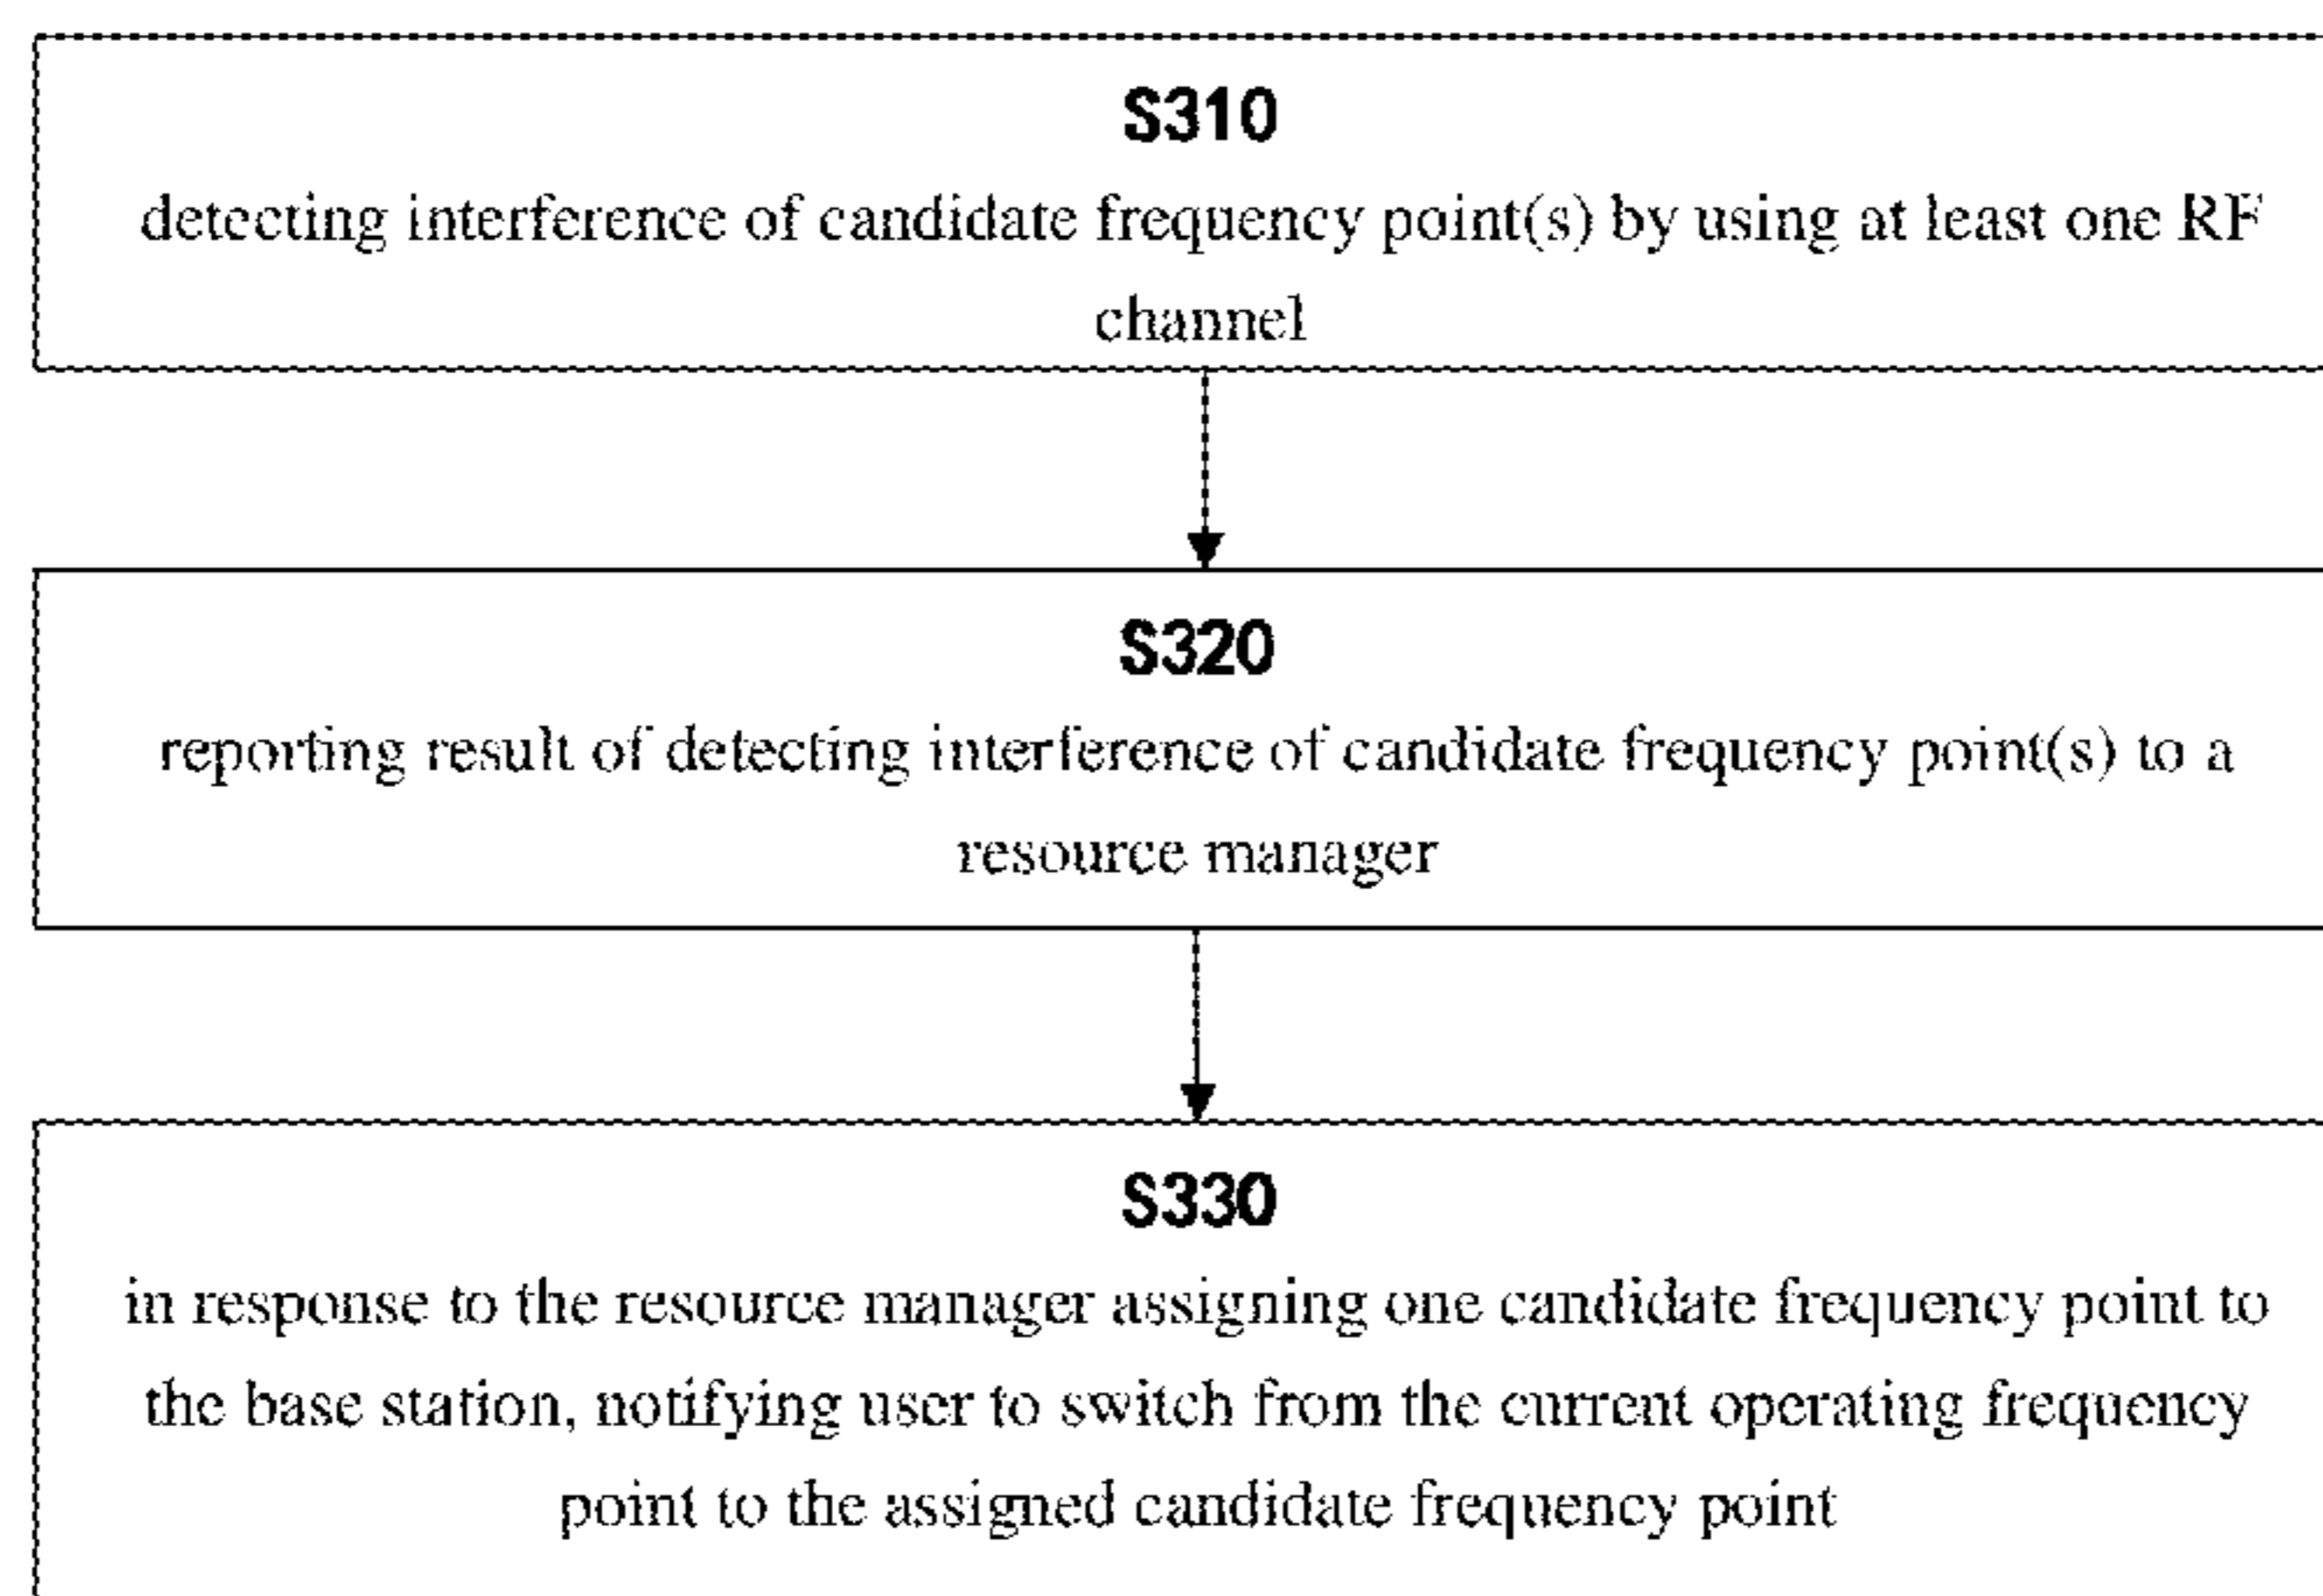 S310
detecting interference of candidate frequency point(s) by using at least one RF
channel
S320
reporting result of detecting interference of candidate frequency point(s) to a
resource manager
S330
in response to the resource manager assigning one candidate frequency point to
the base station, notifying user to switch from the current operating frequency
point to the assigned candidate frequency point